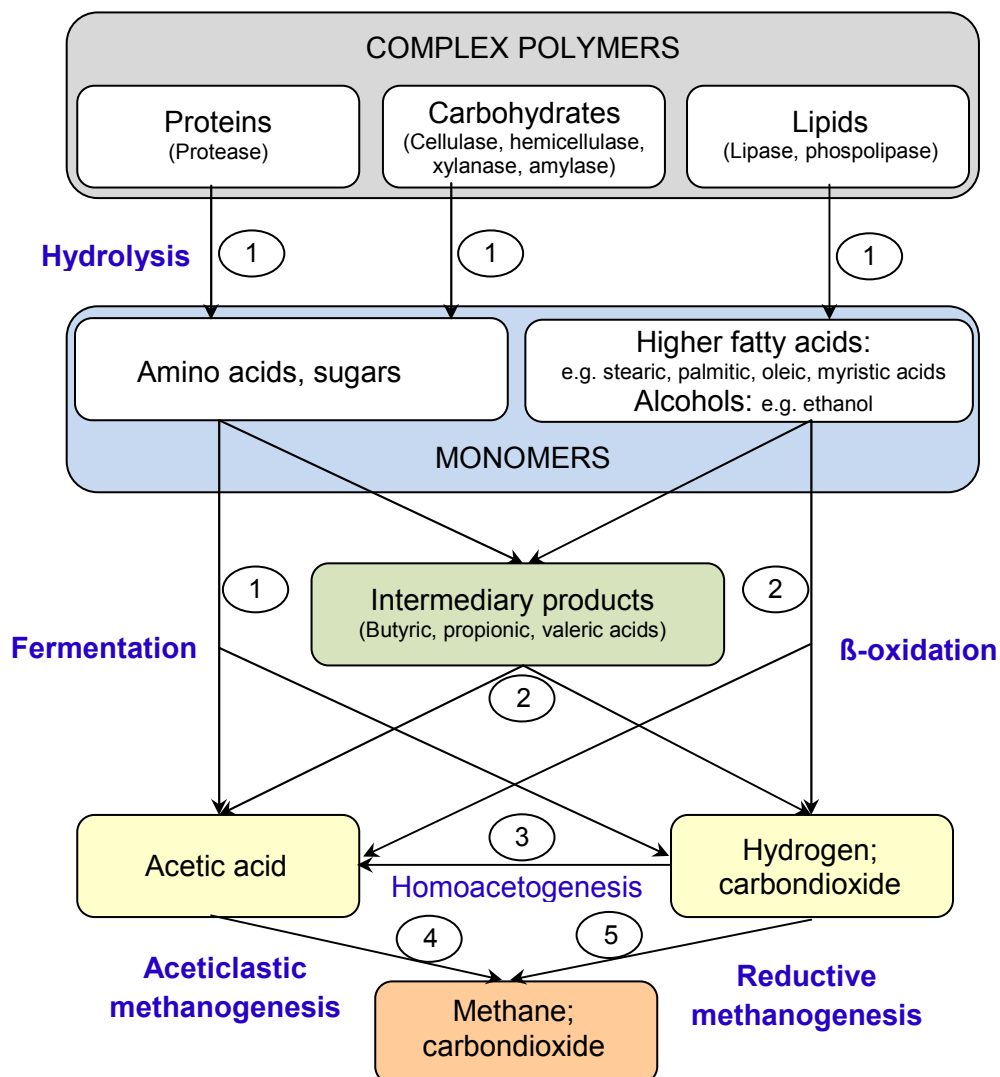 COMPLEX POLYMERS
Proteins
(Protease)
Carbohydrates
(Cellulase, hemicellulase,
xylanase, amylase)
Lipids
(Lipase, phospolipase)
Hydrolysis
1
1
1
Amino acids, sugars
Higher fatty acids:
e.g. stearic, palmitic, oleic, myristic acids
Alcohols: e.g. ethanol
MONOMERS
1
Intermediary products
(Butyric, propionic, valeric acids)
2
Fermentation
ß-oxidation
2
Acetic acid
3
Homoacetogenesis
Hydrogen;
carbondioxide
4
5
Aceticlastic
methanogenesis
Reductive
methanogenesis
Methane;
carbondioxide